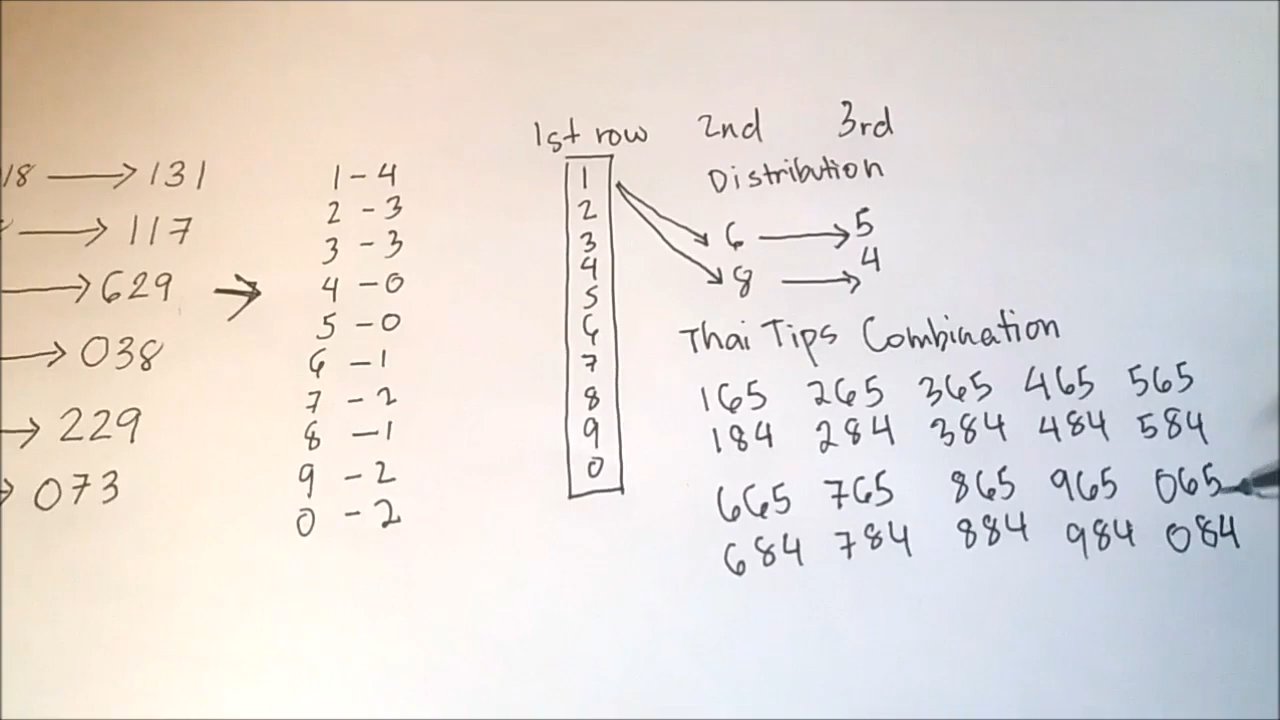 18 → 131
→ 117
→ 629 →
→ 038
→ 229
→ 073
1 - 4
2 - 3
3 - 3
4 - 0
5 - 0
6 - 1
7 - 2
8 - 1
9 - 2
0 - 2
1st row 2nd 3rd
1
2
3
4
5
6
7
8
9
0
Distribution
6 → 5
8 → 4
Thai Tips Combination
165 265 365 465 565
184 284 384 484 584
665 765 865 965 065
684 784 884 984 084